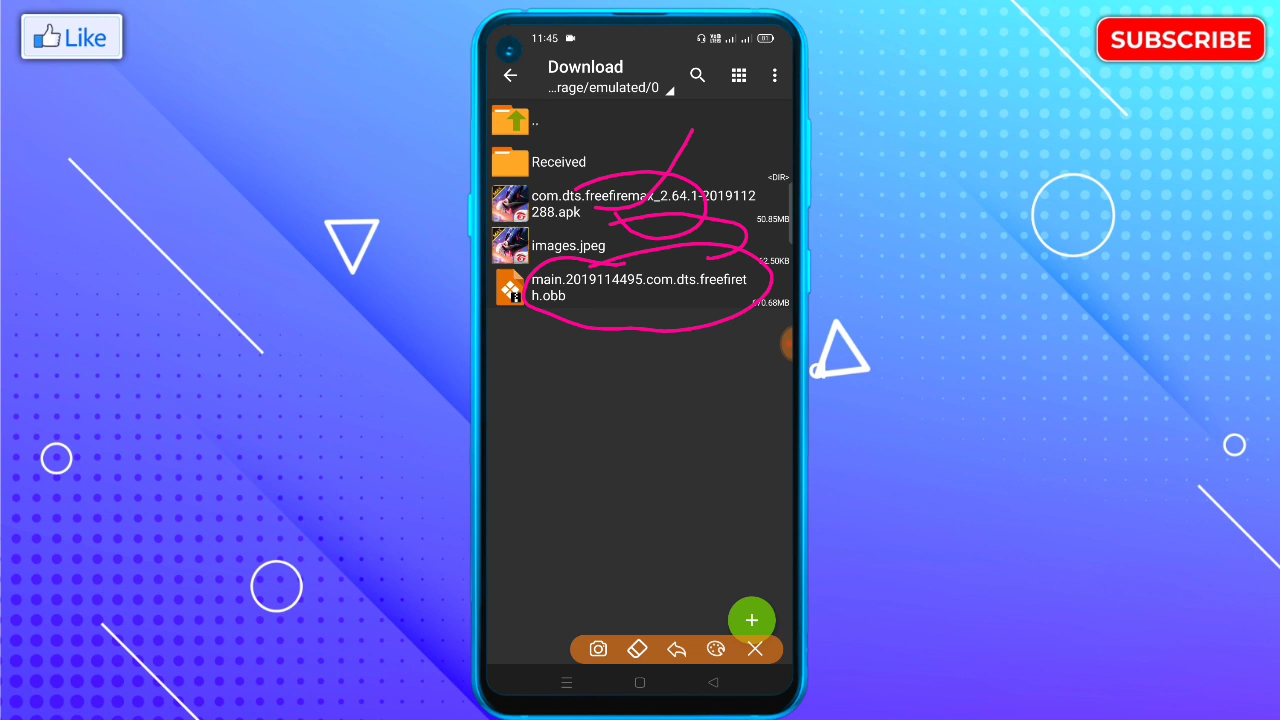 Like
SUBSCRIBE
11:45
Download
...rage/emulated/0
..
Received
<DIR>
com.dts.freefiremax_2.64.1-2019112
288.apk
50.85MB
images.jpeg
main.2019114495.com.dts.freefiret
h.obb